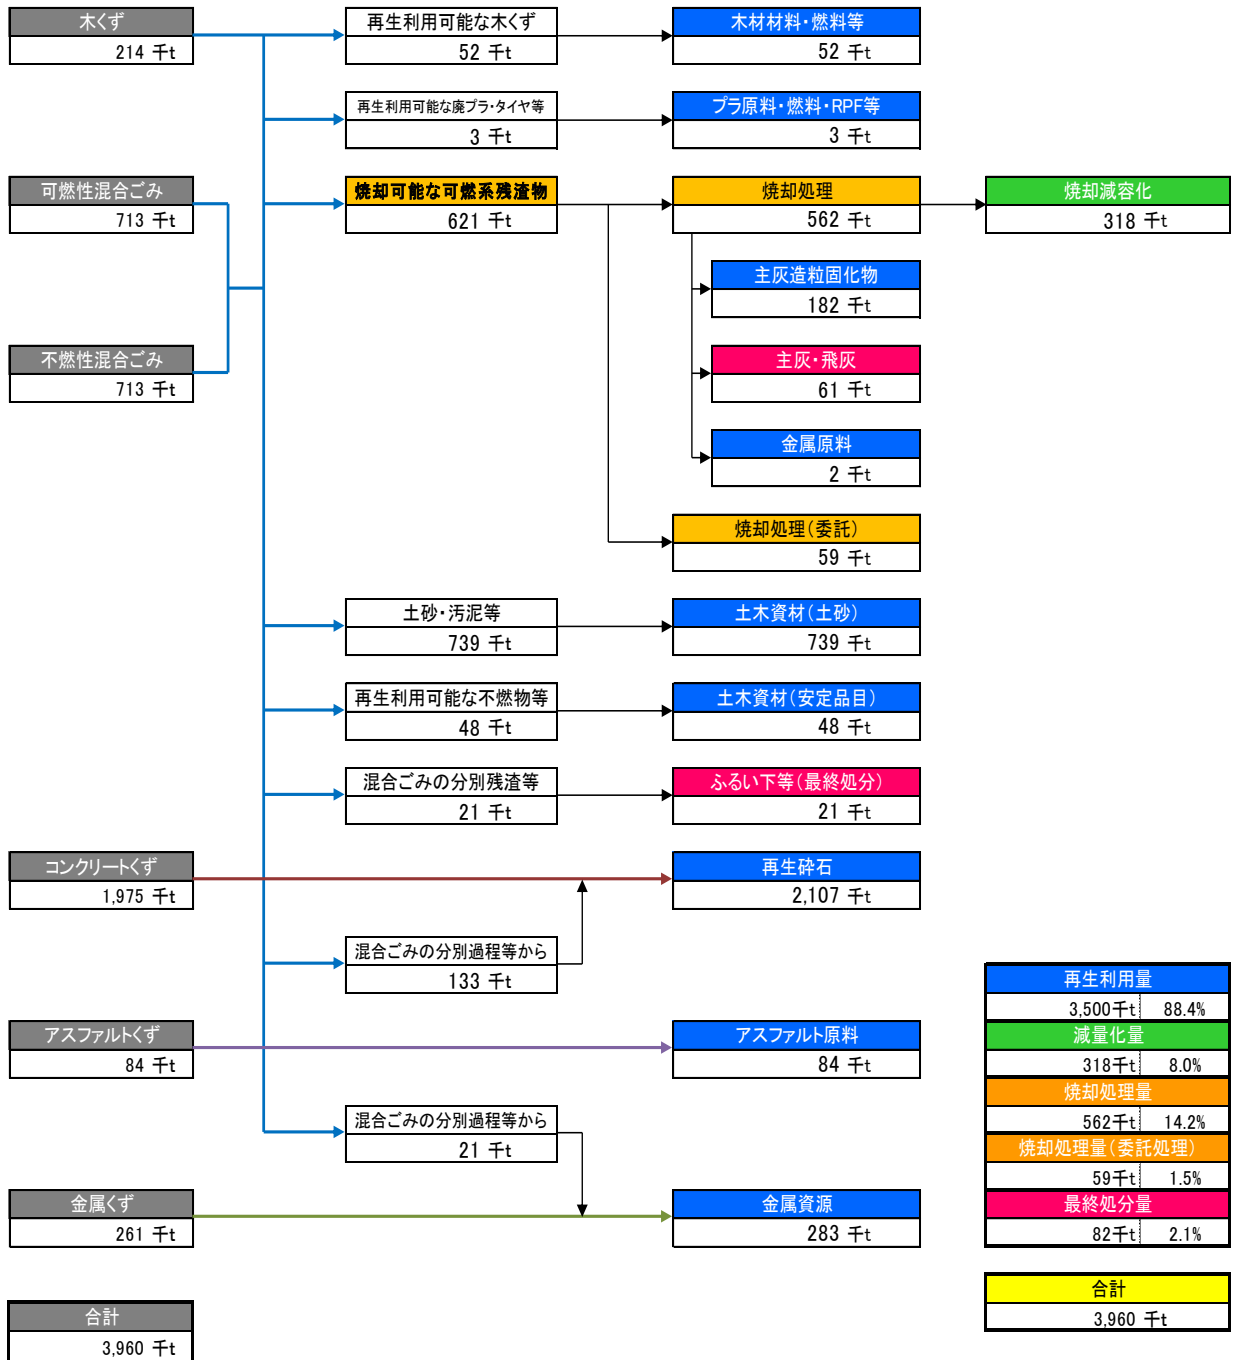 木くず
214 千t
再生利用可能な木くず
52 千t
木材材料・燃料等
52 千t
再生利用可能な廃プラ・タイヤ等
3 千t
プラ原料・燃料・RPF等
3 千t
可燃性混合ごみ
713 千t
焼却可能な可燃系残渣物
621 千t
焼却処理
562 千t
焼却減容化
318 千t
主灰造粒固化物
182 千t
不燃性混合ごみ
713 千t
主灰・飛灰
61 千t
金属原料
2 千t
焼却処理(委託)
59 千t
土砂・汚泥等
739 千t
土木資材(土砂)
739 千t
再生利用可能な不燃物等
48 千t
土木資材(安定品目)
48 千t
混合ごみの分別残渣等
21 千t
ふるい下等(最終処分)
21 千t
コンクリートくず
1,975 千t
再生砕石
2,107 千t
混合ごみの分別過程等から
133 千t
アスファルトくず
84 千t
アスファルト原料
84 千t
混合ごみの分別過程等から
21 千t
金属くず
261 千t
金属資源
283 千t
再生利用量
3,500千t 88.4%
減量化量
318千t 8.0%
焼却処理量
562千t 14.2%
焼却処理量(委託処理)
59千t 1.5%
最終処分量
82千t 2.1%
合計
3,960 千t
合計
3,960 千t